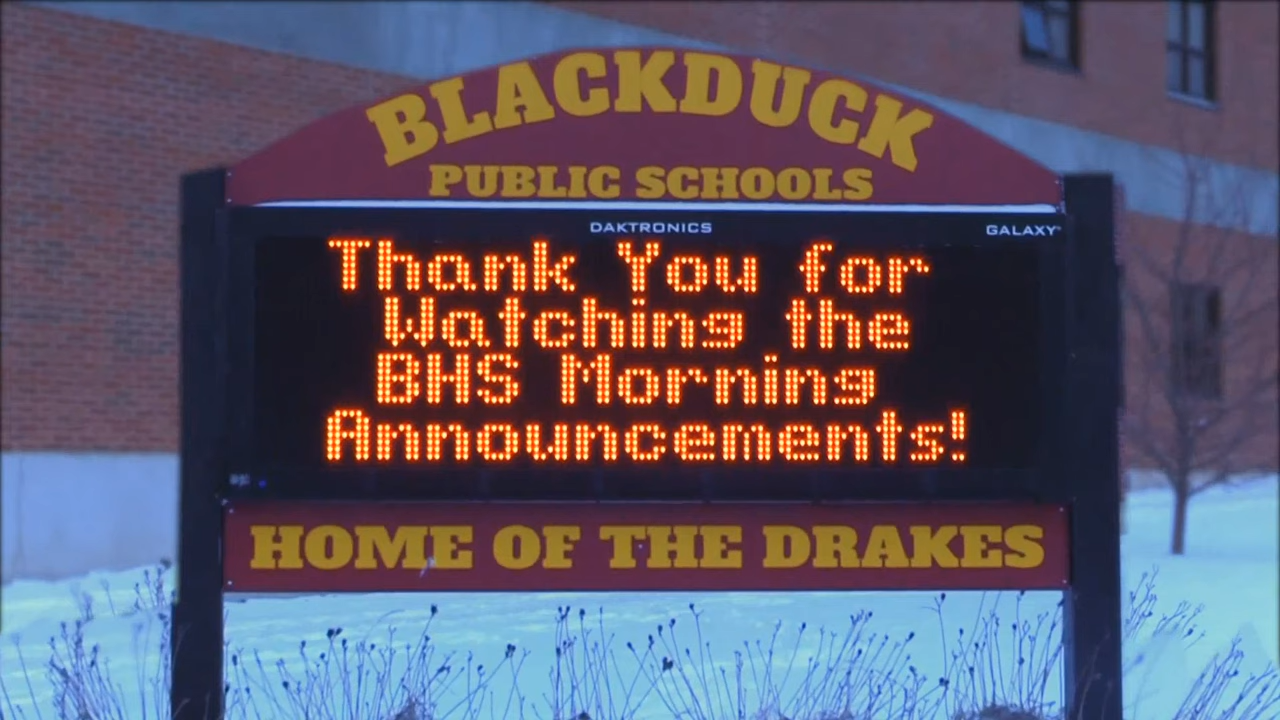 BLACKDUCK
PUBLIC SCHOOLS
DAKTRONICS GALAXY
Thank You for
Watching the
BHS Morning
Announcements!
HOME OF THE DRAKES